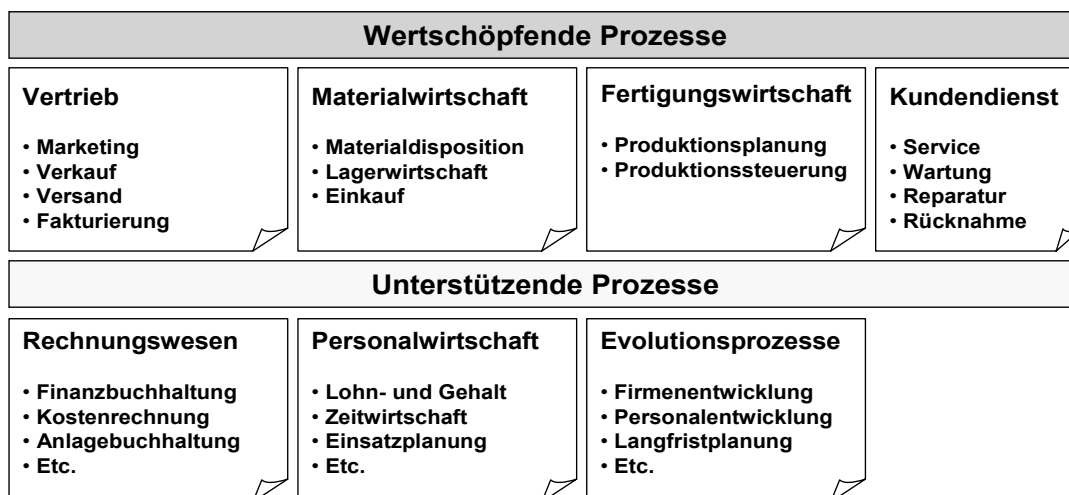 Wertschöpfende Prozesse
Vertrieb
• Marketing
• Verkauf
• Versand
• Fakturierung
Materialwirtschaft
• Materialdisposition
• Lagerwirtschaft
• Einkauf
Fertigungswirtschaft
• Produktionsplanung
• Produktionssteuerung
Kundendienst
• Service
• Wartung
• Reparatur
• Rücknahme
Unterstützende Prozesse
Rechnungswesen
• Finanzbuchhaltung
• Kostenrechnung
• Anlagebuchhaltung
• Etc.
Personalwirtschaft
• Lohn- und Gehalt
• Zeitwirtschaft
• Einsatzplanung
• Etc.
Evolutionsprozesse
• Firmenentwicklung
• Personalentwicklung
• Langfristplanung
• Etc.